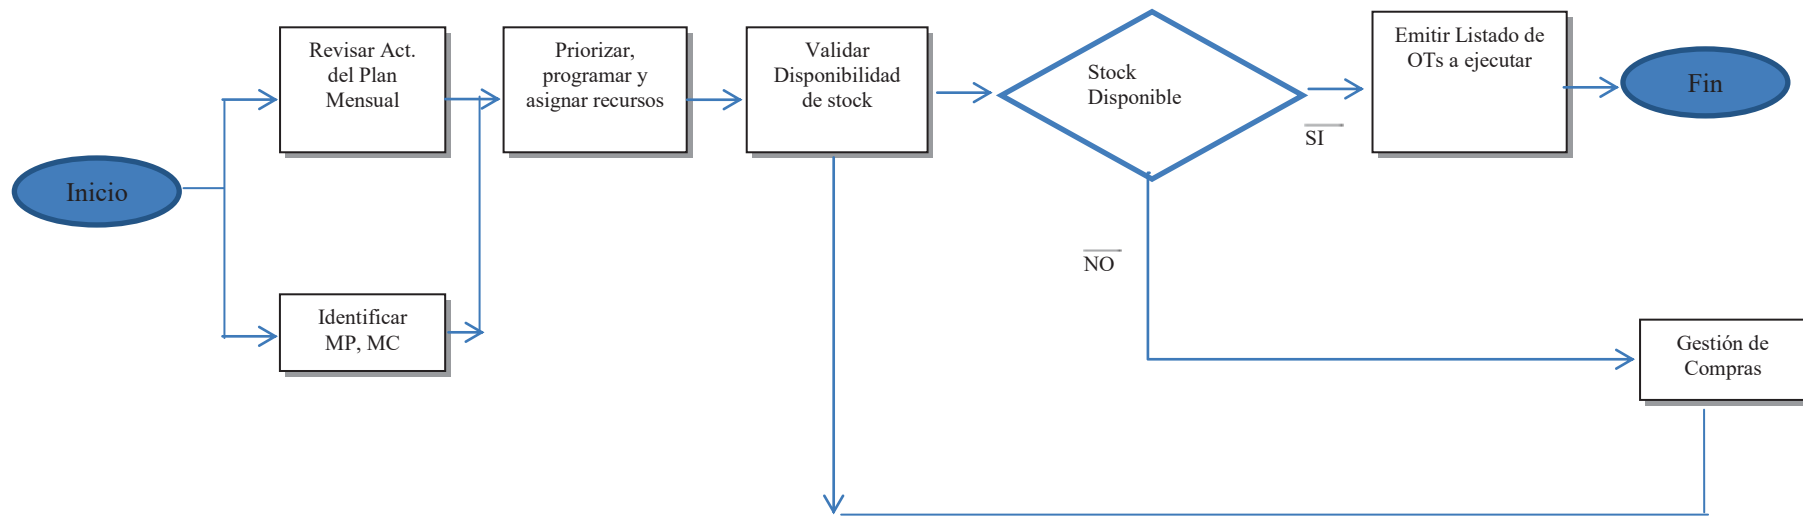 Inicio
Revisar Act.
del Plan
Mensual
Identificar
MP, MC
Priorizar,
programar y
asignar recursos
Validar
Disponibilidad
de stock
Stock
Disponible
SI
NO
Emitir Listado de
OTs a ejecutar
Fin
Gestión de
Compras